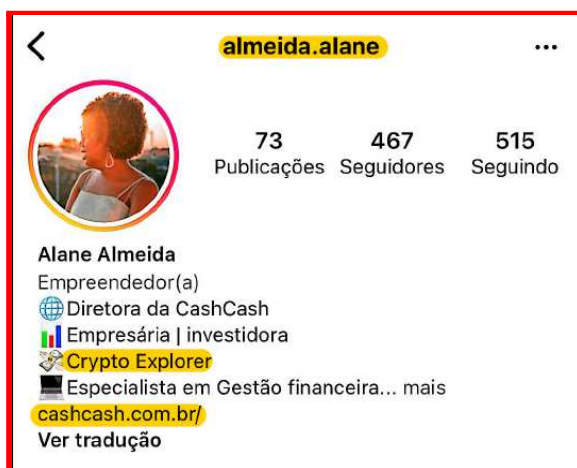 almeida.alane
73 467 515
Publicações Seguidores Seguindo
Alane Almeida
Empreendedor(a)
Diretora da CashCash
Empresária | investidora
Crypto Explorer
Especialista em Gestão financeira... mais
cashcash.com.br/
Ver tradução